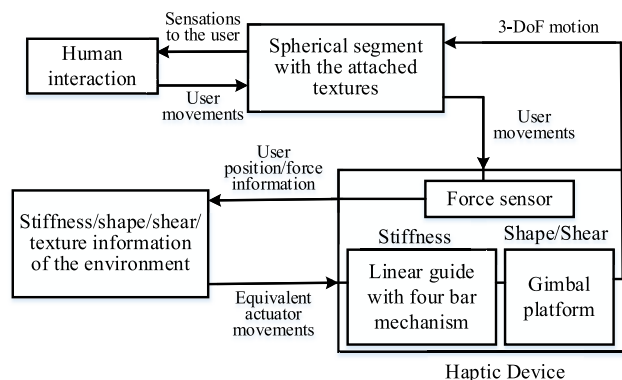 Sensations
to the user
3-DoF motion
Human
interaction
Spherical segment
with the attached
textures
User
movements
User
movements
User
position/force
information
Force sensor
Stiffness/shape/shear/
texture information
of the environment
Stiffness
Shape/Shear
Linear guide
with four bar
mechanism
Gimbal
platform
Equivalent
actuator
movements
Haptic Device